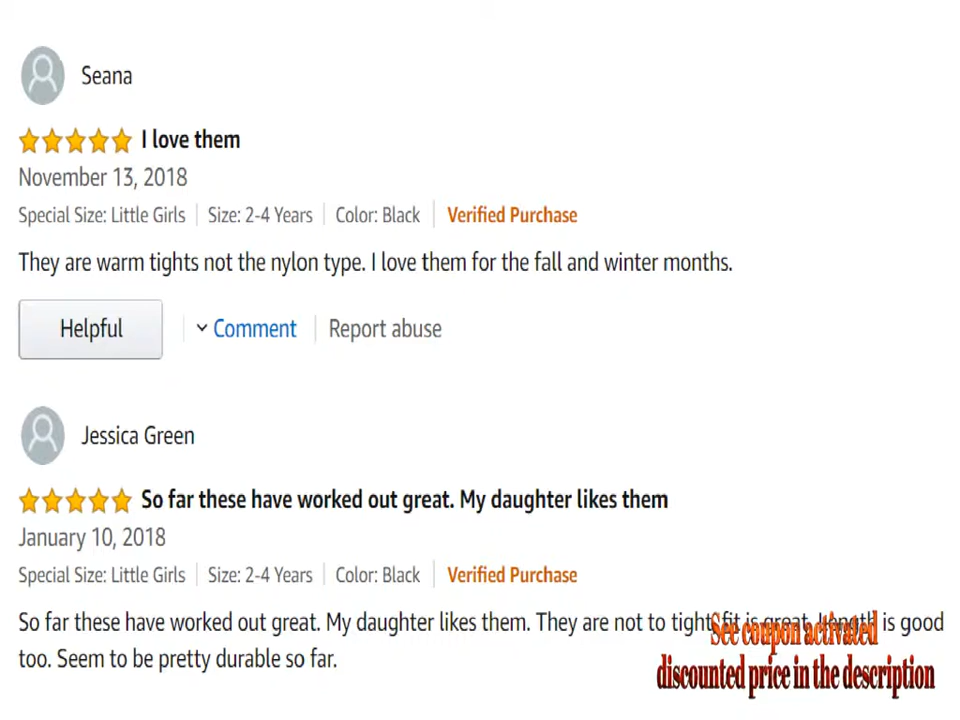 Seana
I love them
November 13, 2018
Special Size: Little Girls Size: 2-4 Years Color: Black Verified Purchase
They are warm tights not the nylon type. I love them for the fall and winter months.
Helpful Comment Report abuse
Jessica Green
So far these have worked out great. My daughter likes them
January 10, 2018
Special Size: Little Girls Size: 2-4 Years Color: Black Verified Purchase
So far these have worked out great. My daughter likes them. They are not to tight fit is great. Length is good
too. Seem to be pretty durable so far.
See coupon activated
discounted price in the description